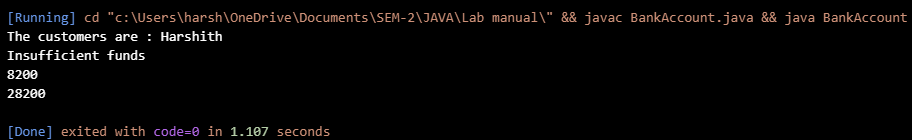 [Running] cd "c:\Users\harsh\OneDrive\Documents\SEM-2\JAVA\Lab manual\" && javac BankAccount.java && java BankAccount
The customers are : Harshith
Insufficient funds
8200
28200
[Done] exited with code=0 in 1.107 seconds